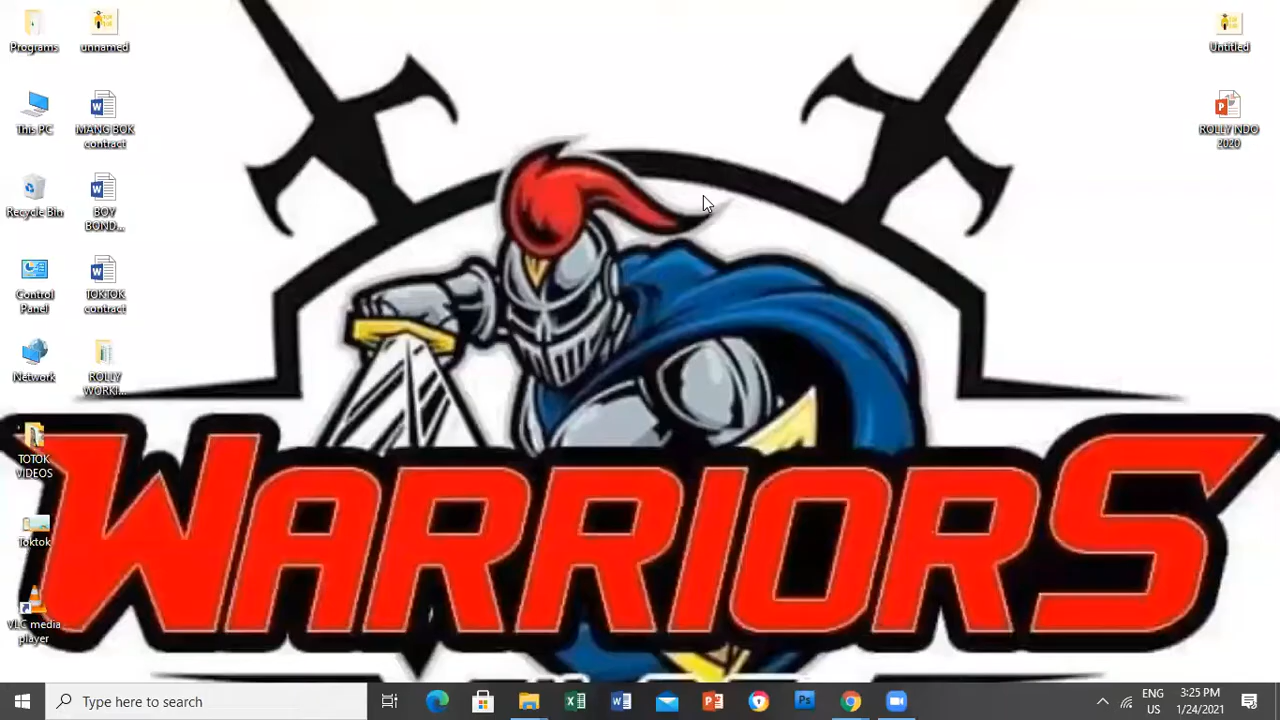 Programs
unnamed
Untitled
This PC
MANG BOK
contract
ROLLY NDO
2020
Recycle Bin
BOY
BOND...
Control
Panel
TOKTOK
contract
Network
ROLLY
WORKI...
TOTOK
VIDEOS
WARRIORS
Toktok
VLC media
player
Type here to search
ENG
US
3:25 PM
1/24/2021